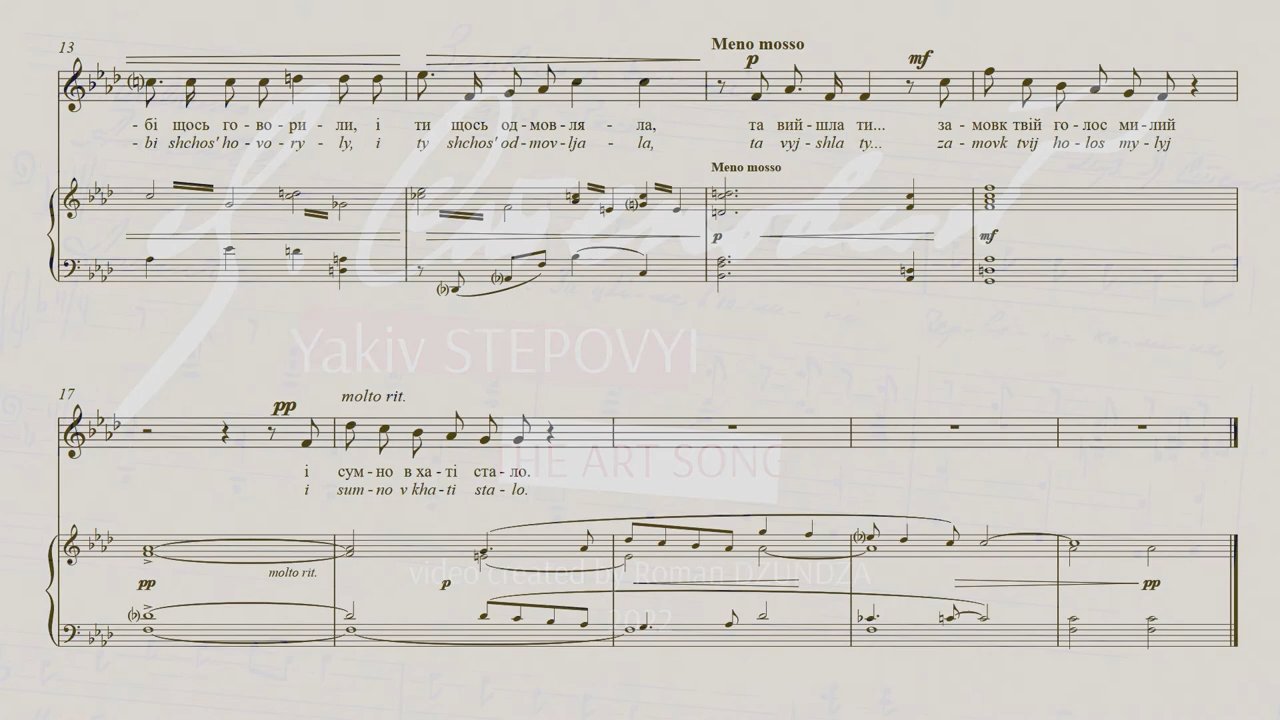 13
Meno mosso
p mf
- бі щось го - во - ри - ли, і ти щось од - мов - ля - ла, та вий - шла ти... за - мовк твій го - лос ми - лий
- bi shchos' ho - vo - ry - ly, i ty shchos' od - mov - lja - la, ta vyj - shla ty... za - movk tvij ho - los my - lyj
Meno mosso
p mf
Yakiv STEPOVYI
17
pp molto rit.
THE ART SONG
і сум - но в ха - ті ста - ло.
i sum - no v kha - ti sta - lo.
molto rit.
video created by Roman DZUNDZA
pp p pp
2022